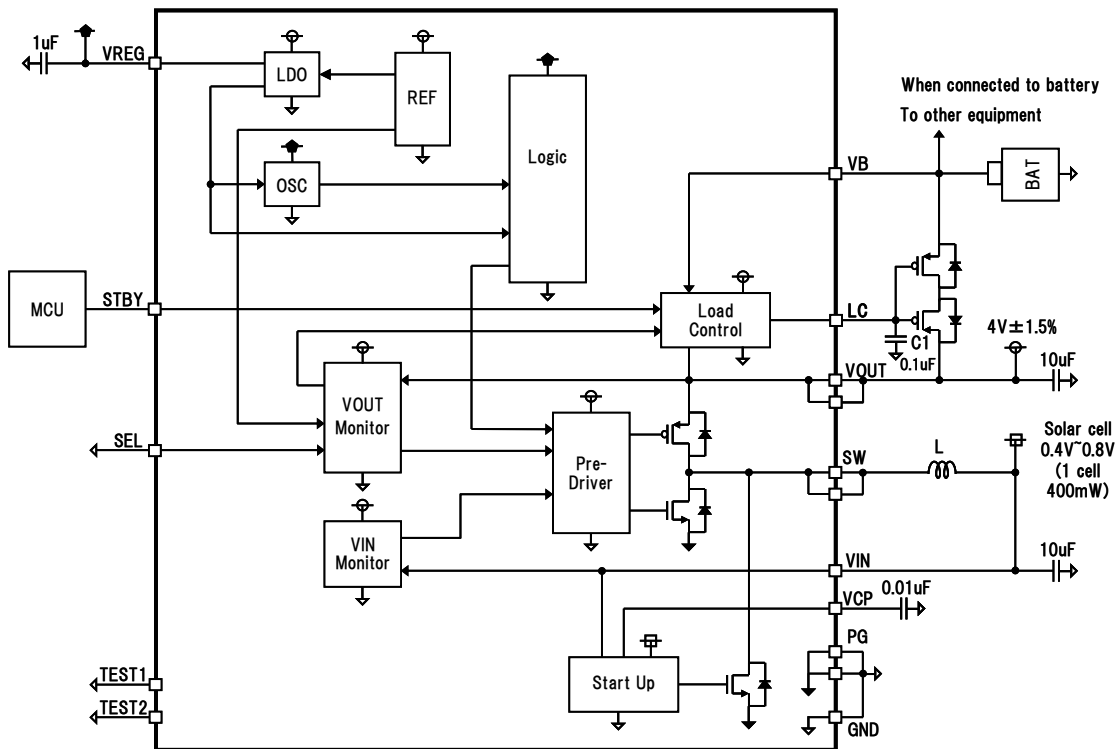 1uF
VREG
LDO
REF
Logic
OSC
When connected to battery
To other equipment
VB
BAT
MCU
STBY
Load
Control
LC
C1
0.1uF
4V±1.5%
VOUT
10uF
VOUT
Monitor
SEL
Pre-
Driver
SW
L
Solar cell
0.4V~0.8V
(1 cell
400mW)
VIN
Monitor
VIN
10uF
VCP
0.01uF
PG
Start Up
TEST1
TEST2
GND